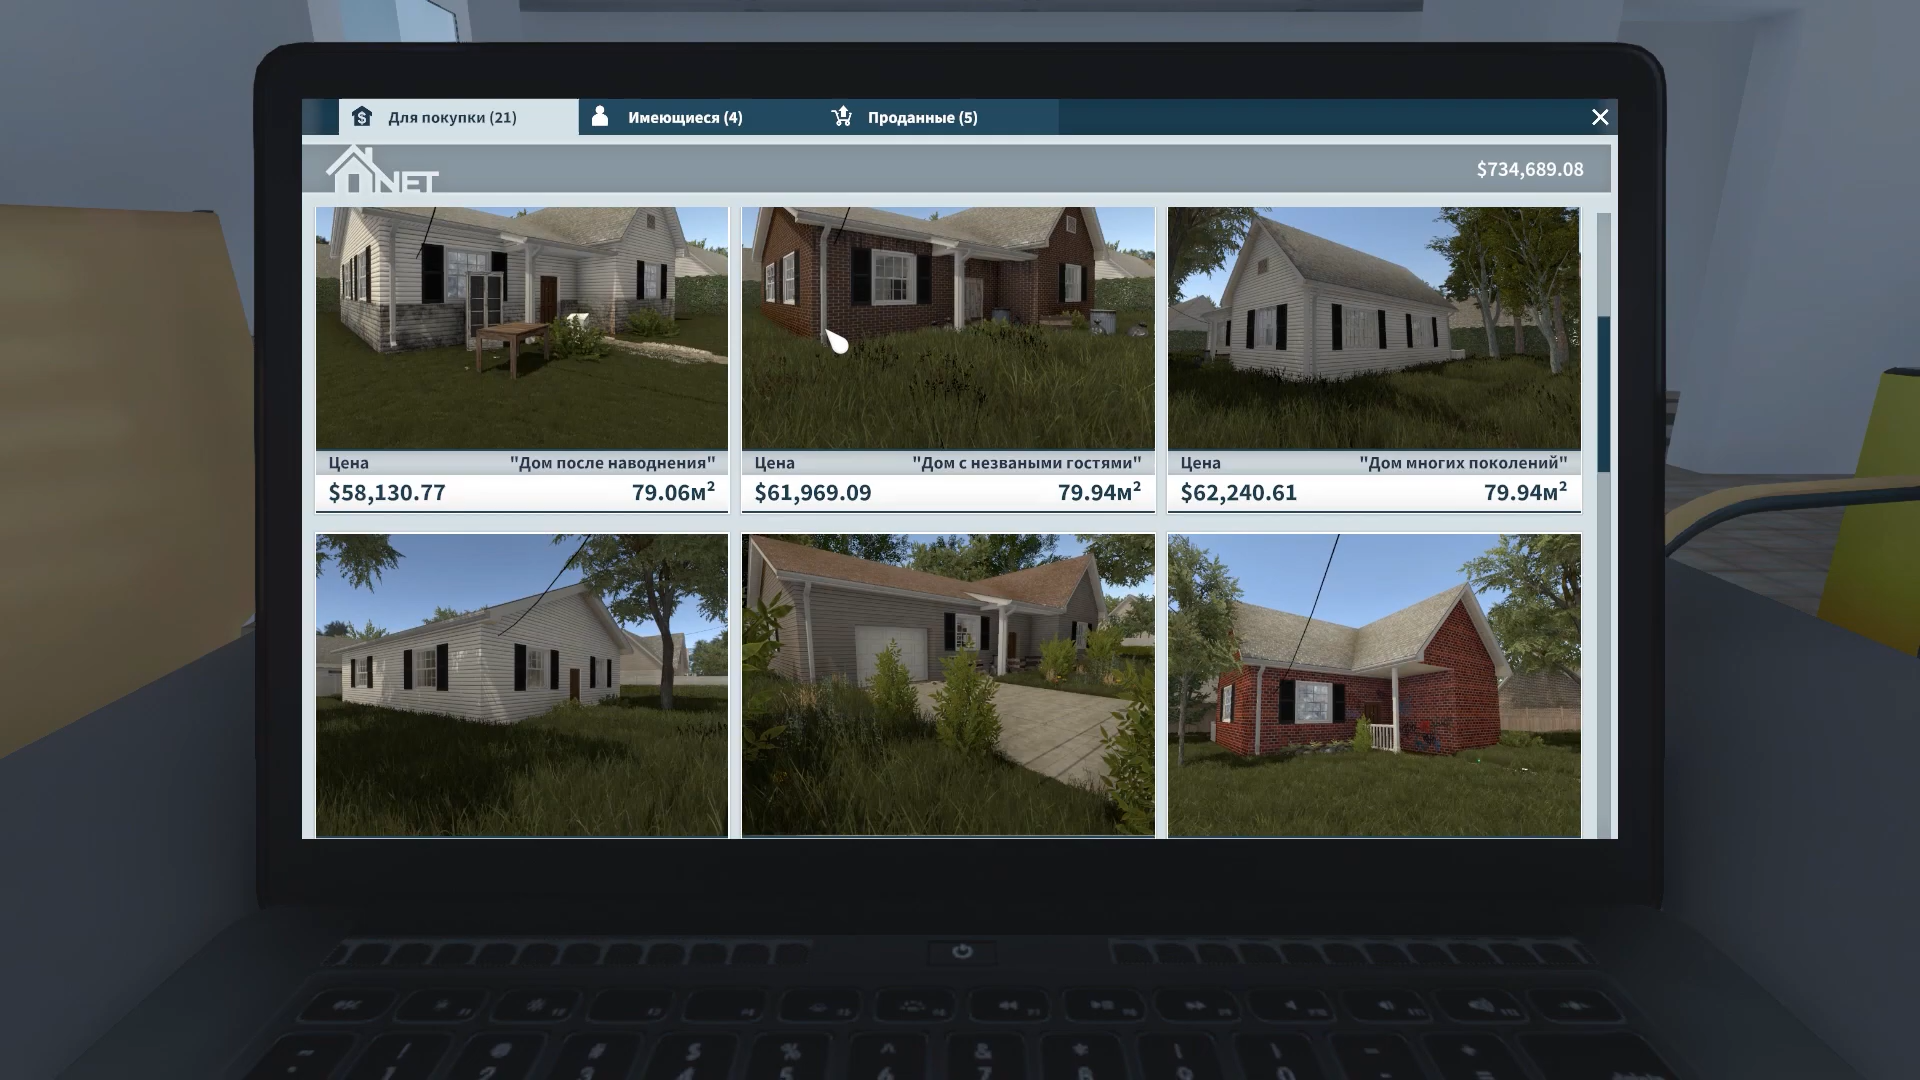 Для покупки (21)
Имеющиеся (4)
Проданные (5)
NET
$734,689.08
Цена "Дом после наводнения"
$58,130.77 79.06м²
Цена "Дом с незваными гостями"
$61,969.09 79.94м²
Цена "Дом многих поколений"
$62,240.61 79.94м²